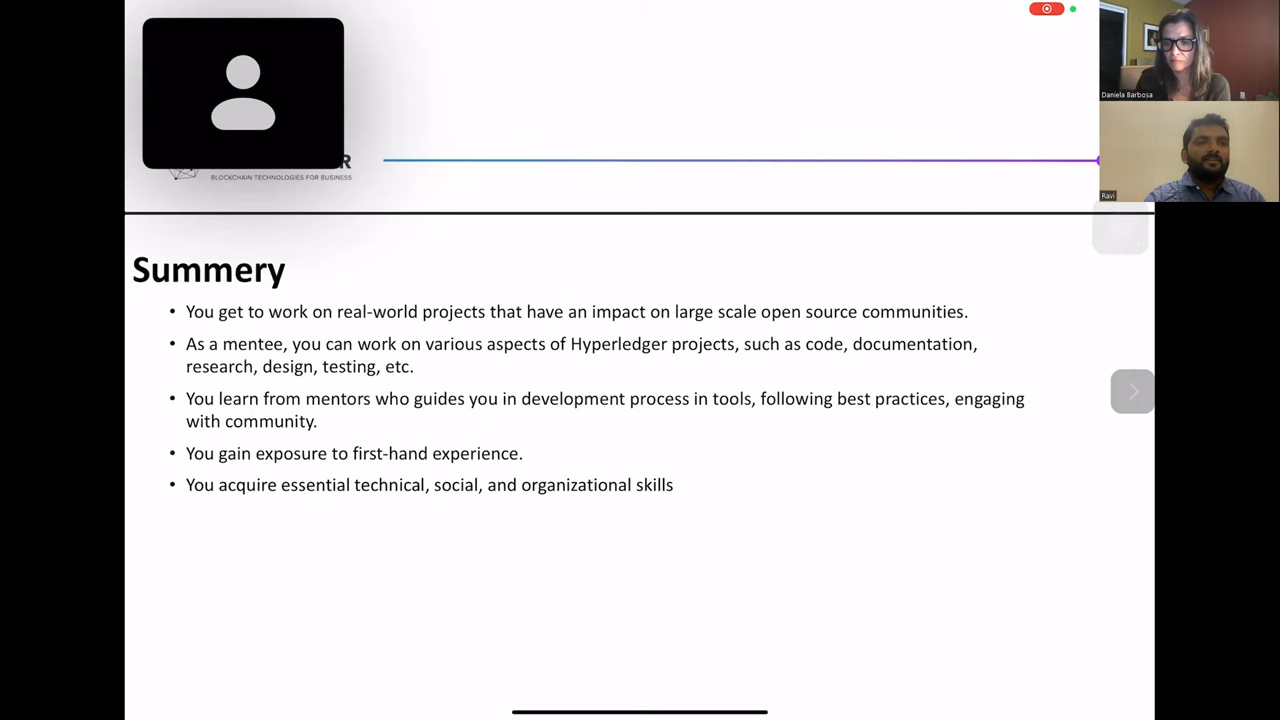 R
BLOCKCHAIN TECHNOLOGIES FOR BUSINESS
Daniela Barbosa
Ravi
Summery
• You get to work on real-world projects that have an impact on large scale open source communities.
• As a mentee, you can work on various aspects of Hyperledger projects, such as code, documentation,
research, design, testing, etc.
• You learn from mentors who guides you in development process in tools, following best practices, engaging
with community.
• You gain exposure to first-hand experience.
• You acquire essential technical, social, and organizational skills